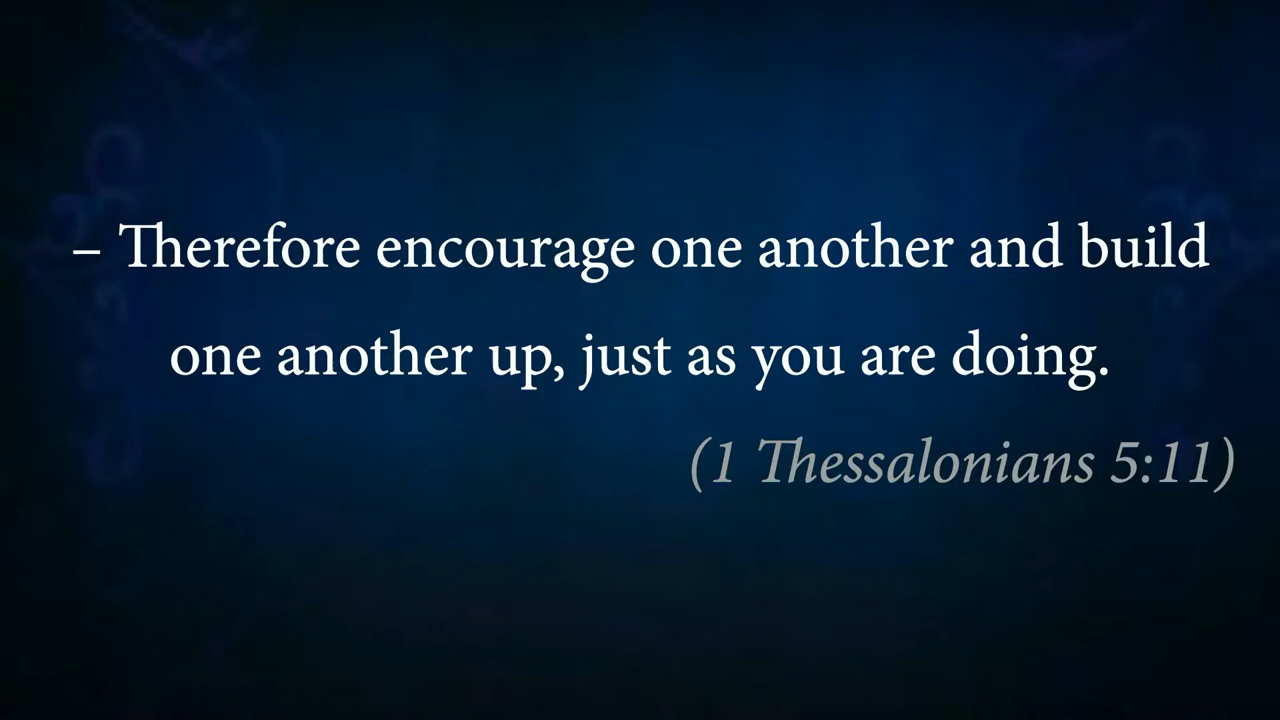 – Therefore encourage one another and build
one another up, just as you are doing.
(1 Thessalonians 5:11)